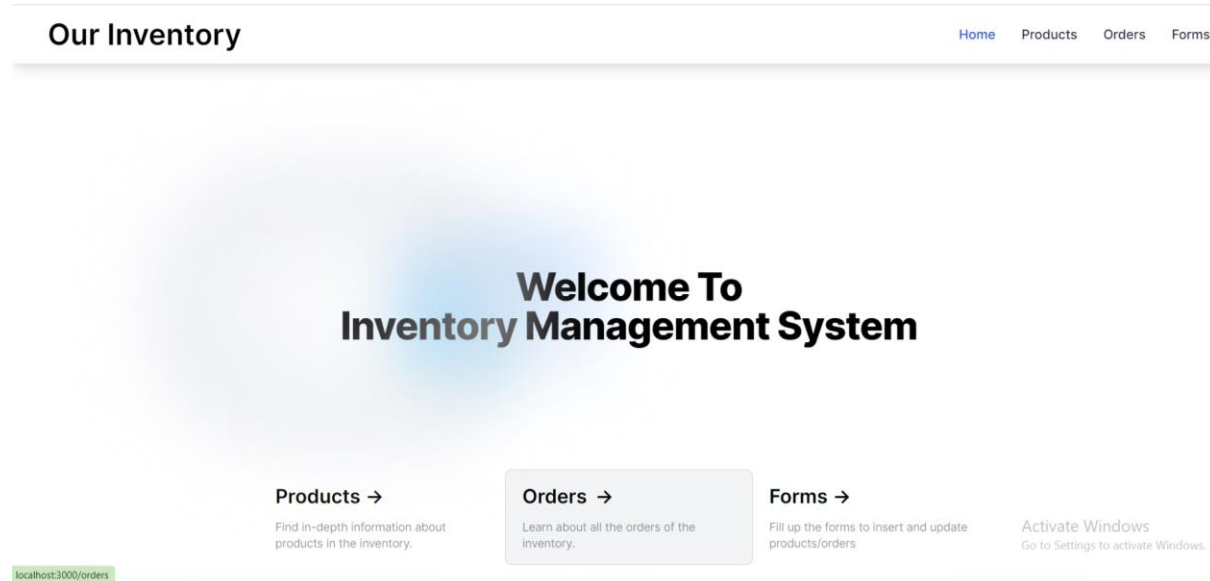 Our Inventory
Home Products Orders Forms
Welcome To
Inventory Management System
Products →
Find in-depth information about
products in the inventory.
Orders →
Learn about all the orders of the
inventory.
Forms →
Fill up the forms to insert and update
products/orders
Activate Windows
Go to Settings to activate Windows.
localhost:3000/orders